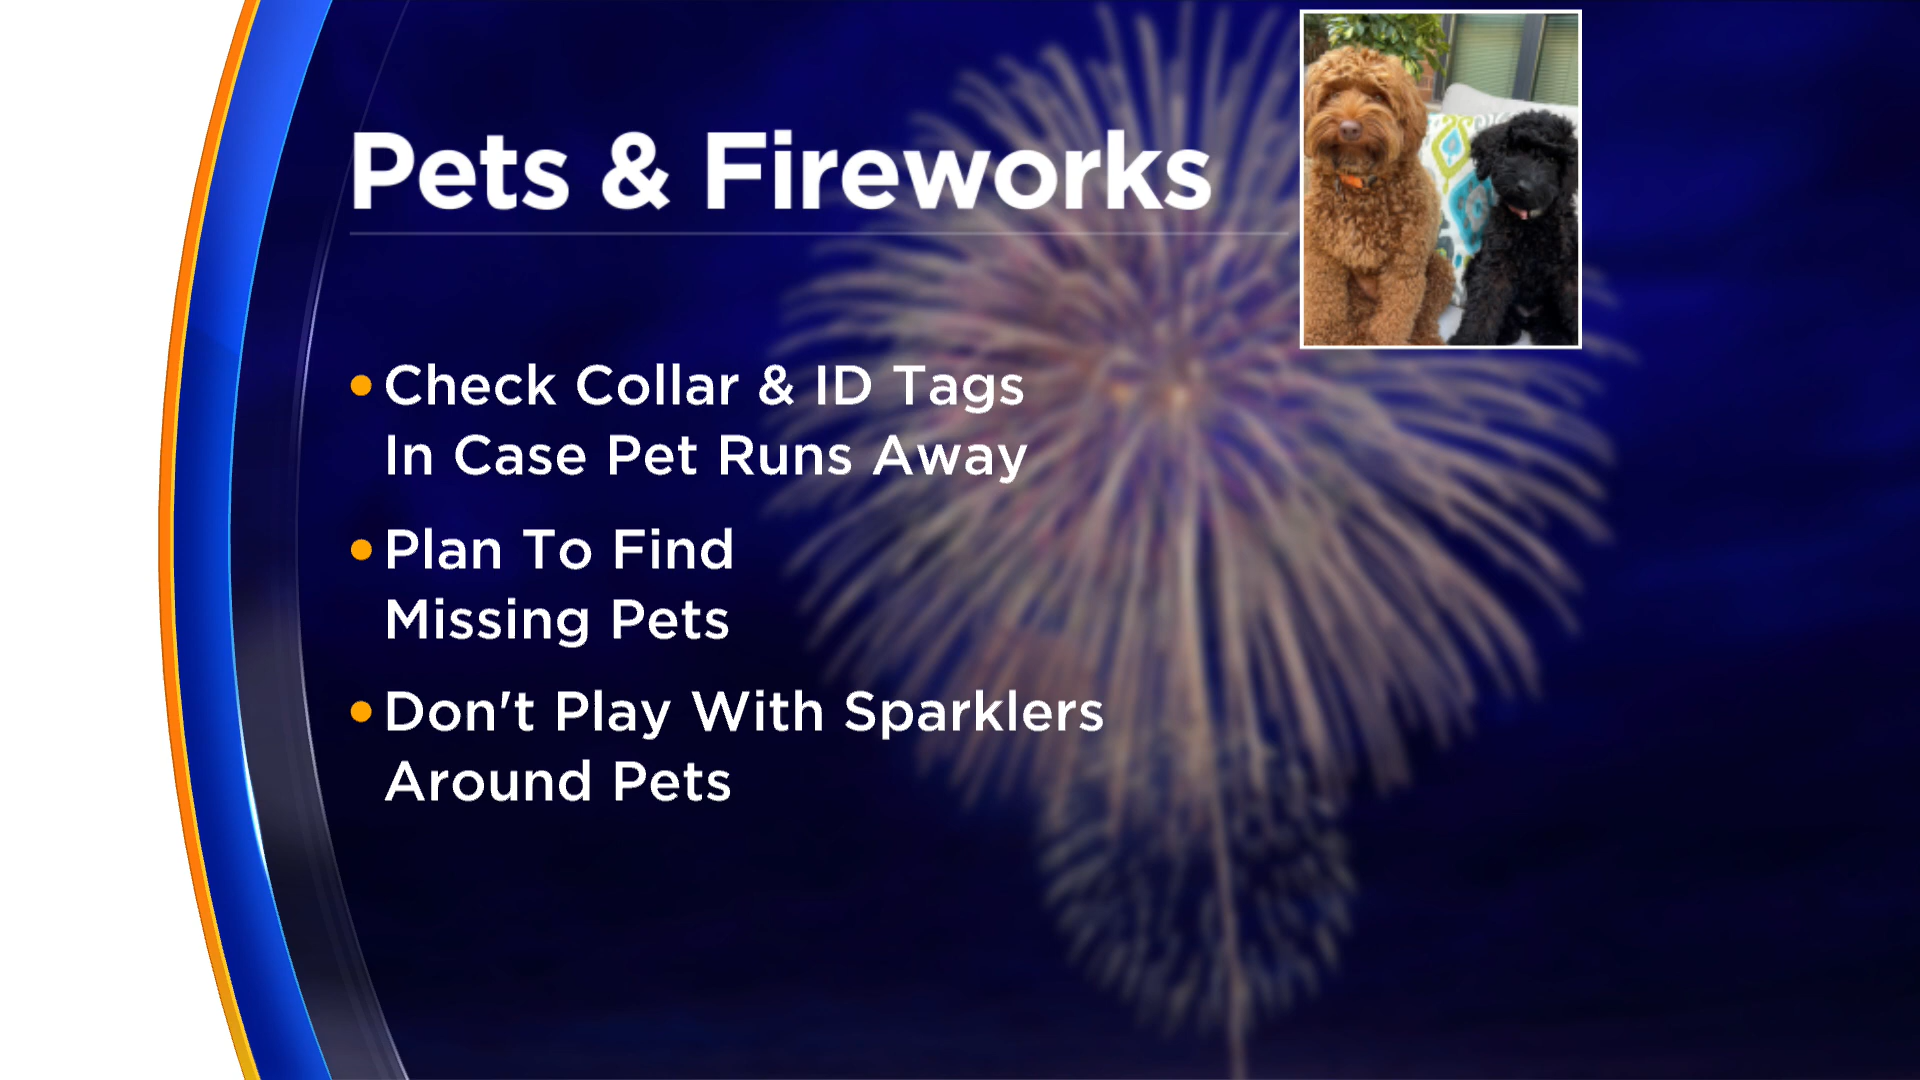 Pets & Fireworks
• Check Collar & ID Tags
In Case Pet Runs Away
• Plan To Find
Missing Pets
• Don't Play With Sparklers
Around Pets